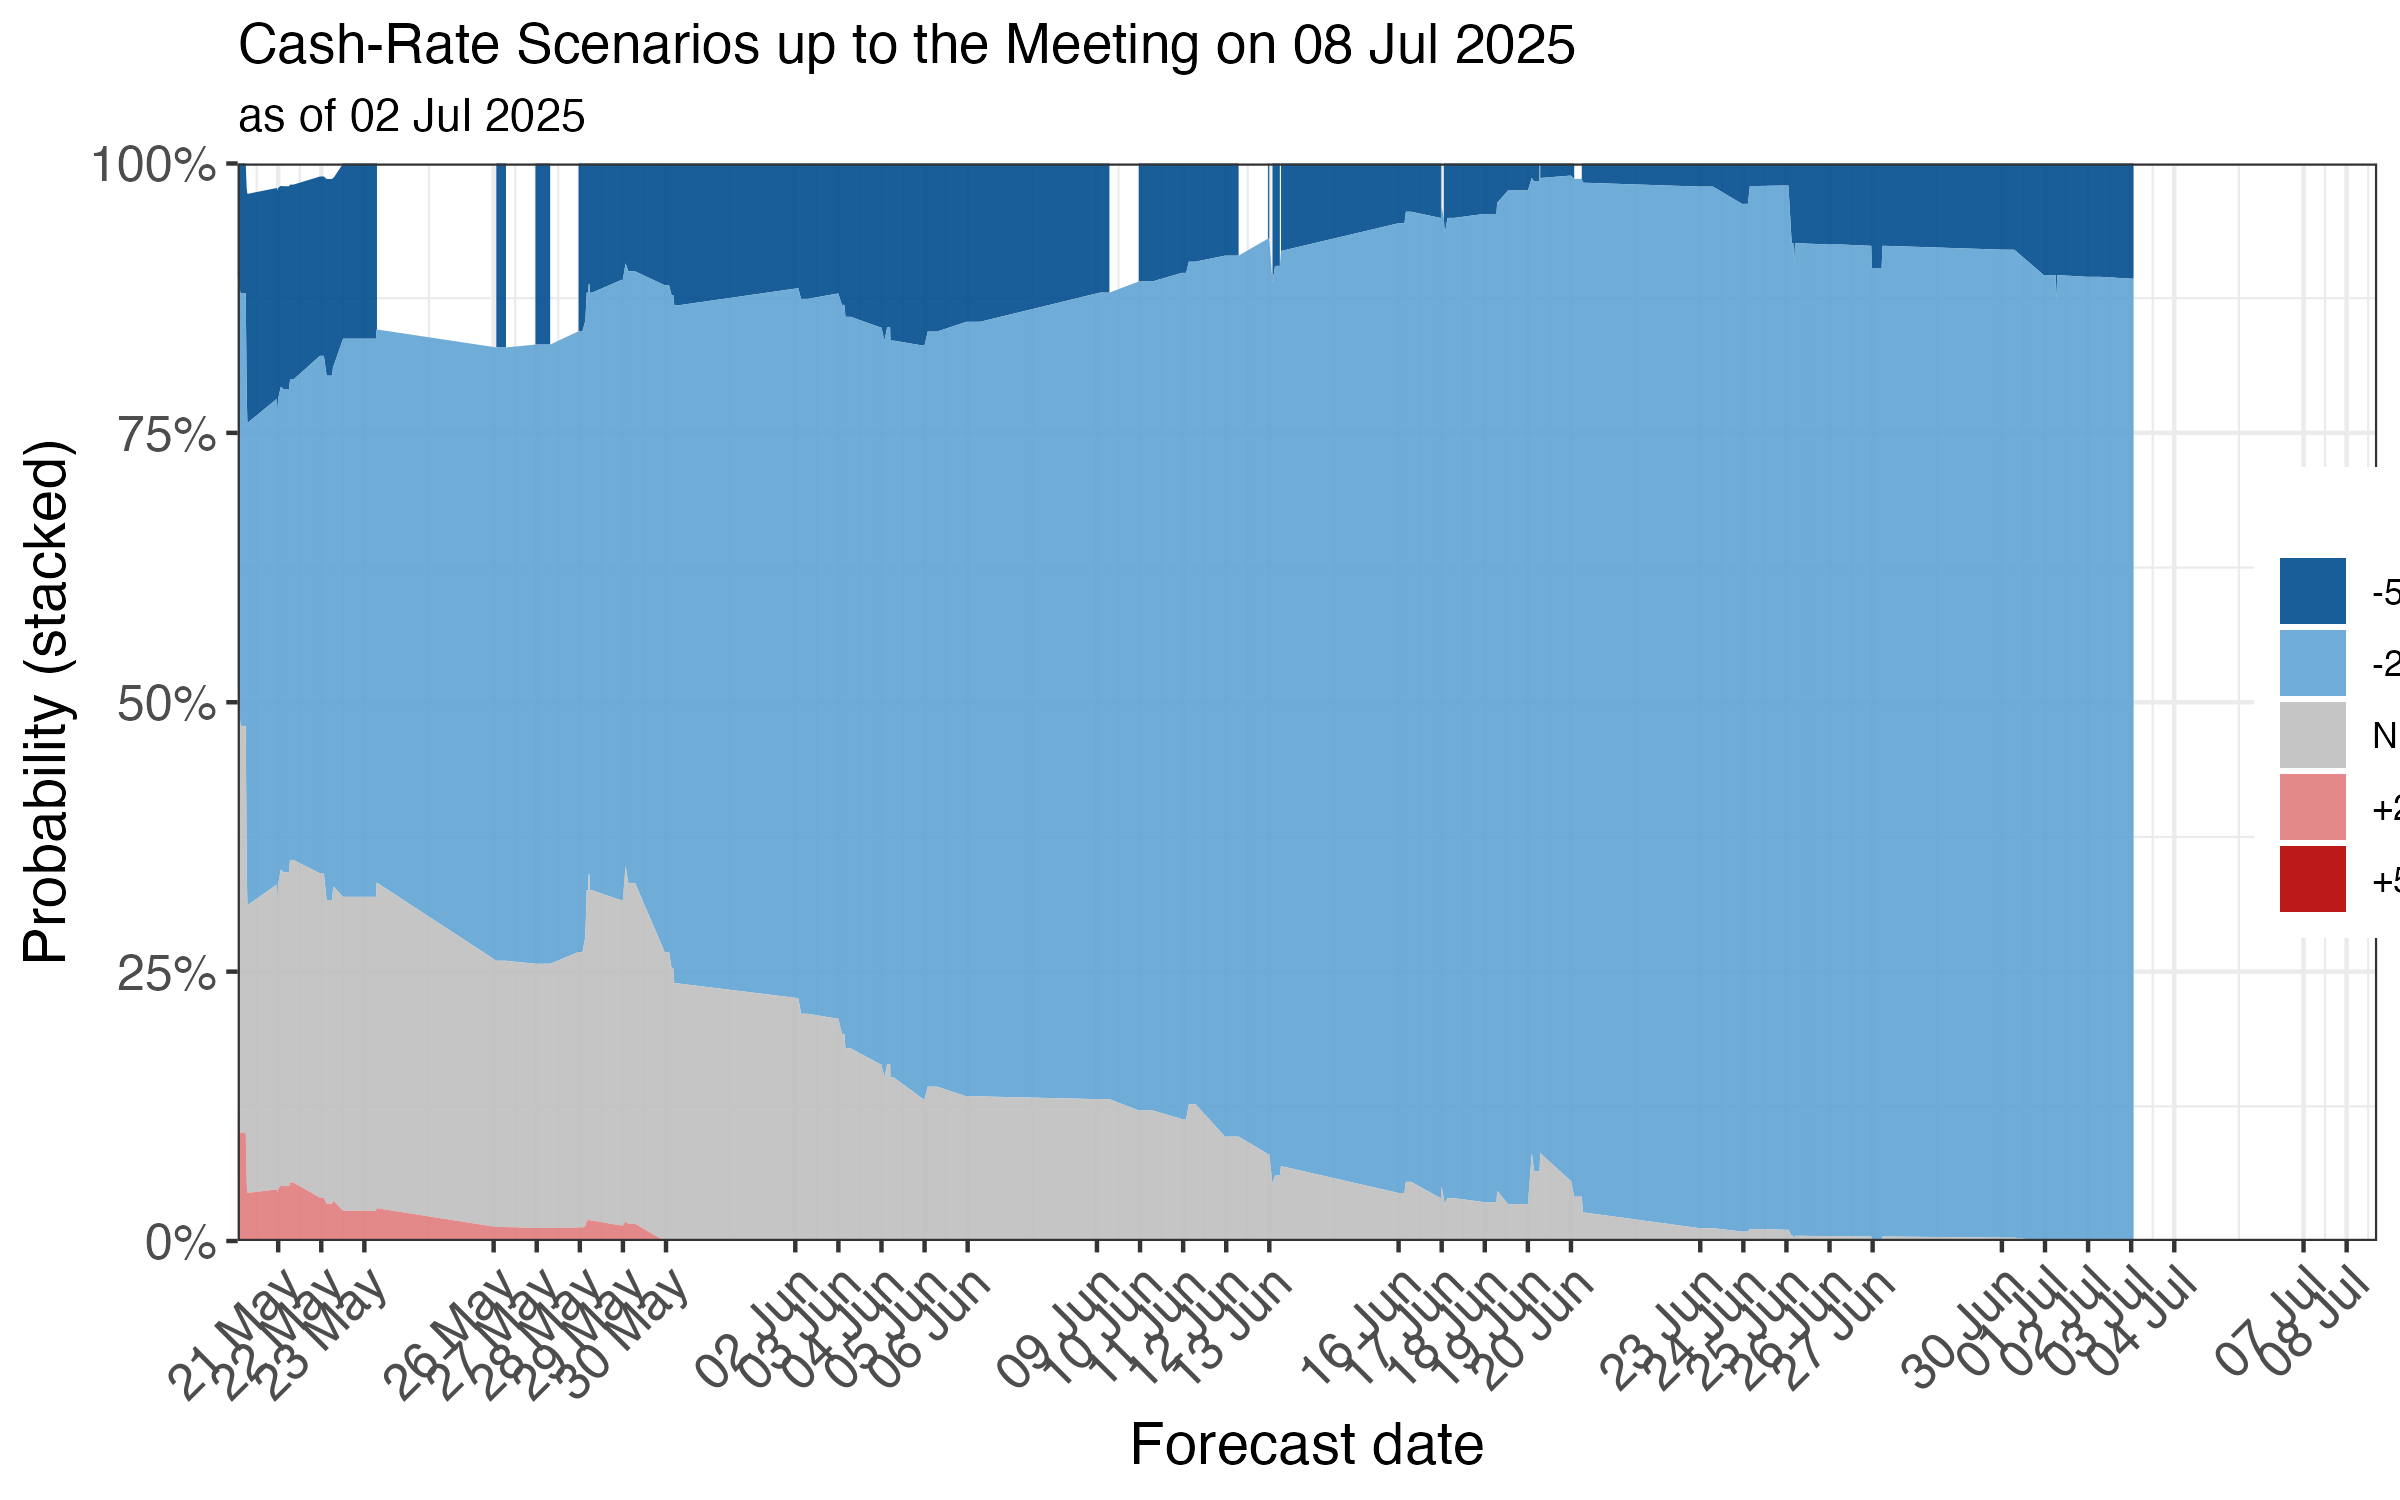 Cash-Rate Scenarios up to the Meeting on 08 Jul 2025
as of 02 Jul 2025
Probability (stacked)
100%
75%
50%
25%
0%
-5
-2
N
+2
+5
21 May
22 May
23 May
26 May
27 May
28 May
29 May
30 May
02 Jun
03 Jun
04 Jun
05 Jun
06 Jun
09 Jun
10 Jun
11 Jun
12 Jun
13 Jun
16 Jun
17 Jun
18 Jun
19 Jun
20 Jun
23 Jun
24 Jun
25 Jun
26 Jun
27 Jun
30 Jun
01 Jul
02 Jul
03 Jul
04 Jul
07 Jul
08 Jul
Forecast date